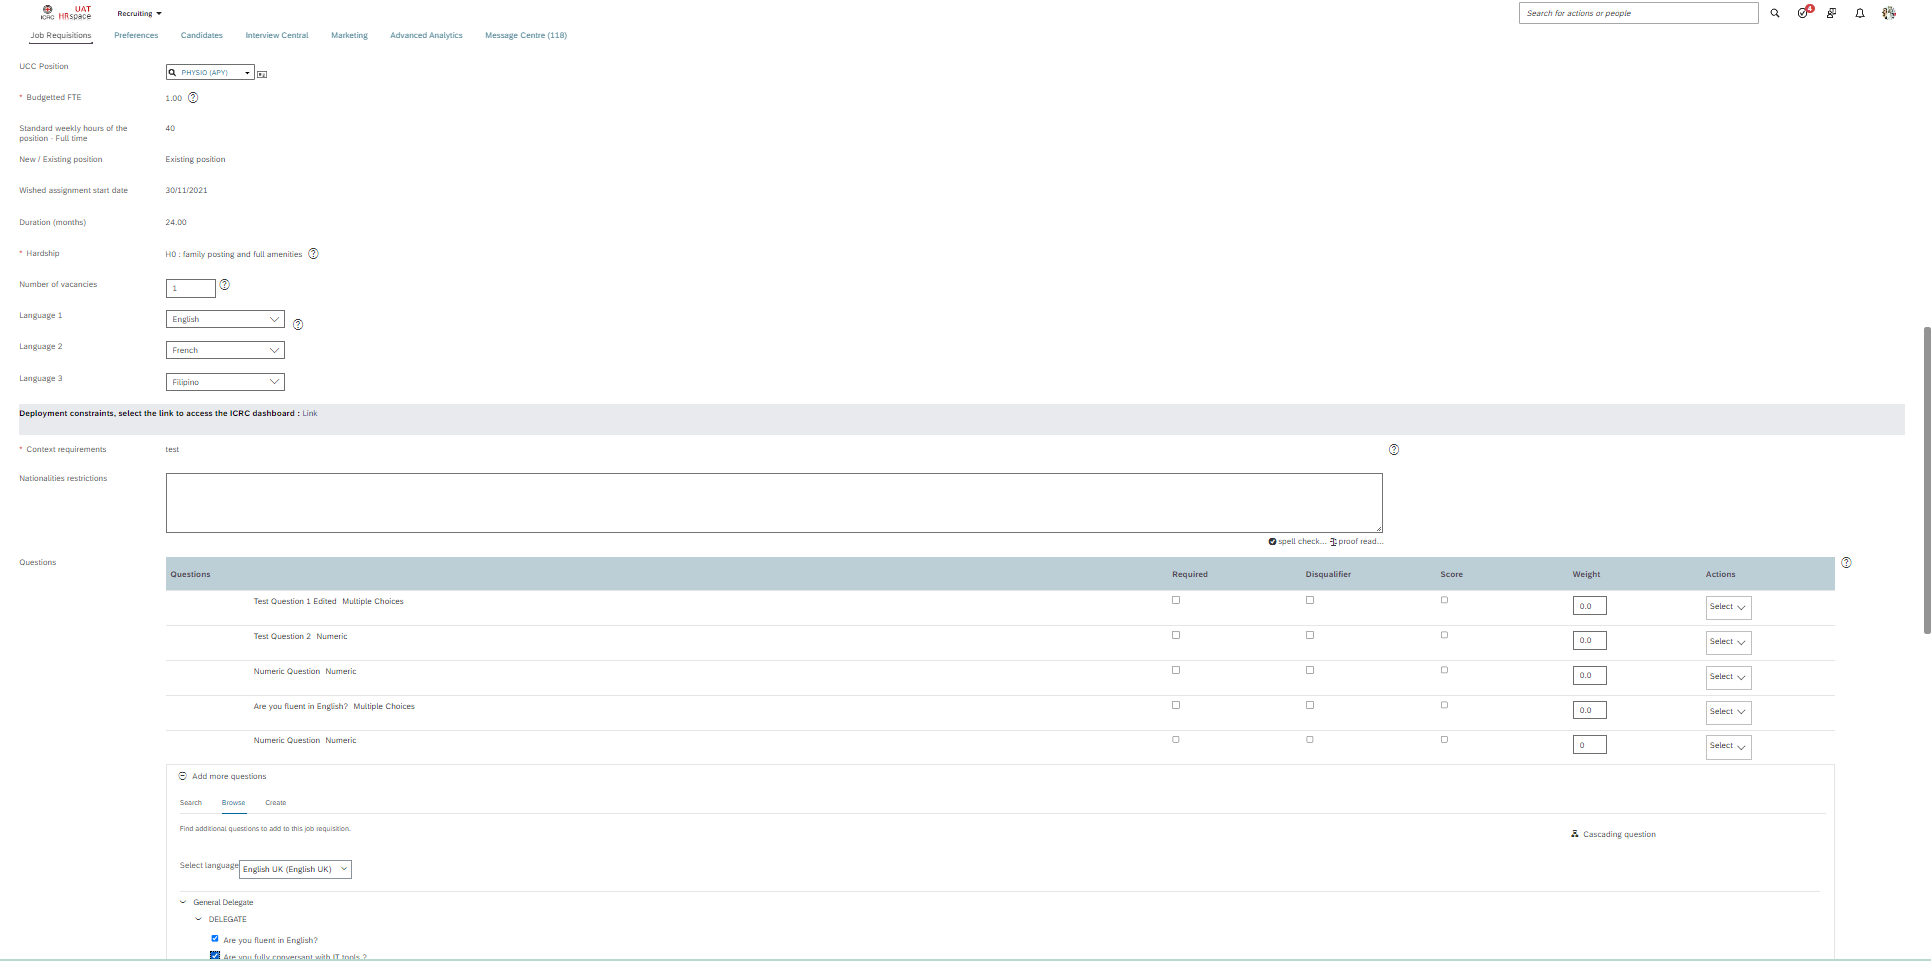 ICRC UAT HRspace Recruiting Search for actions or people 4
Job Requisitions Preferences Candidates Interview Central Marketing Advanced Analytics Message Centre (118)
UCC Position PHYSIO (APY)
* Budgetted FTE 1.00
Standard weekly hours of the
position - Full time 40
New / Existing position Existing position
Wished assignment start date 30/11/2021
Duration (months) 24.00
* Hardship H0 : family posting and full amenities
Number of vacancies 1
Language 1 English
Language 2 French
Language 3 Filipino
Deployment constraints, select the link to access the ICRC dashboard : Link
* Context requirements test
Nationalities restrictions
spell check... proof read...
Questions
Questions Required Disqualifier Score Weight Actions
Test Question 1 Edited Multiple Choices 0.0 Select
Test Question 2 Numeric 0.0 Select
Numeric Question Numeric 0.0 Select
Are you fluent in English? Multiple Choices 0.0 Select
Numeric Question Numeric 0 Select
Add more questions
Search Browse Create
Find additional questions to add to this job requisition.
Cascading question
Select language English UK (English UK)
General Delegate
DELEGATE
Are you fluent in English?
Are you fully conversant with IT tools ?